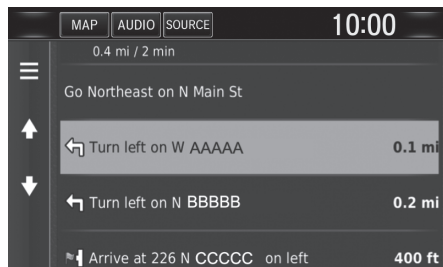 MAP AUDIO SOURCE 10:00
0.4 mi / 2 min
Go Northeast on N Main St
Turn left on W AAAAA 0.1 mi
Turn left on N BBBBB 0.2 mi
Arrive at 226 N CCCCC on left 400 ft